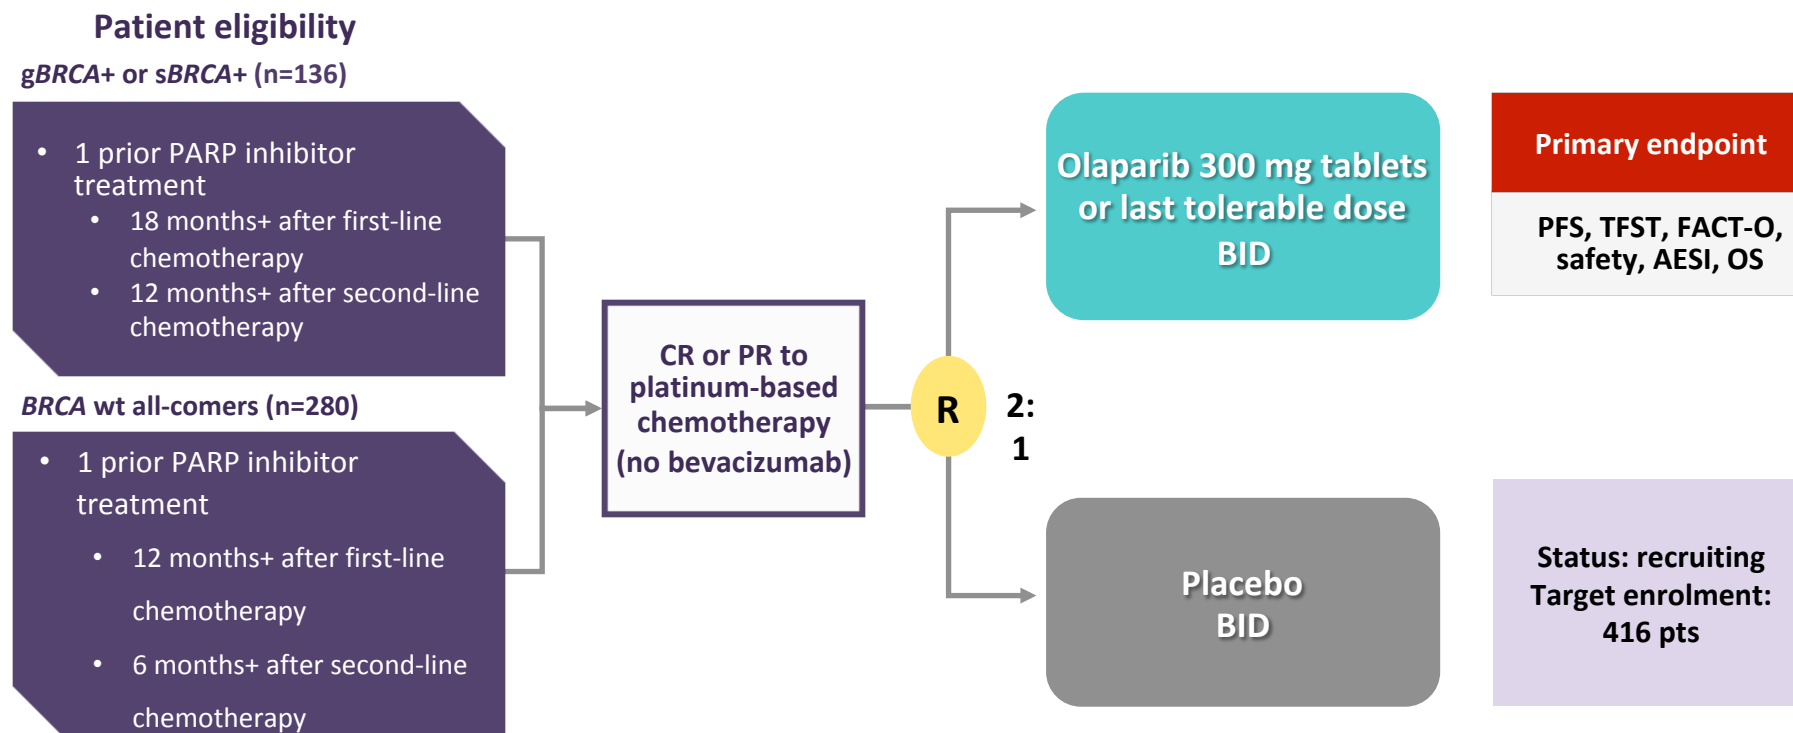 Patient eligibility
gBRCA+ or sBRCA+ (n=136)
• 1 prior PARP inhibitor
treatment
• 18 months+ after first-line
chemotherapy
• 12 months+ after second-line
chemotherapy
BRCA wt all-comers (n=280)
• 1 prior PARP inhibitor
treatment
• 12 months+ after first-line
chemotherapy
• 6 months+ after second-line
chemotherapy
CR or PR to
platinum-based
chemotherapy
(no bevacizumab)
R
2:
1
Olaparib 300 mg tablets
or last tolerable dose
BID
Placebo
BID
Primary endpoint
PFS, TFST, FACT-O,
safety, AESI, OS
Status: recruiting
Target enrolment:
416 pts